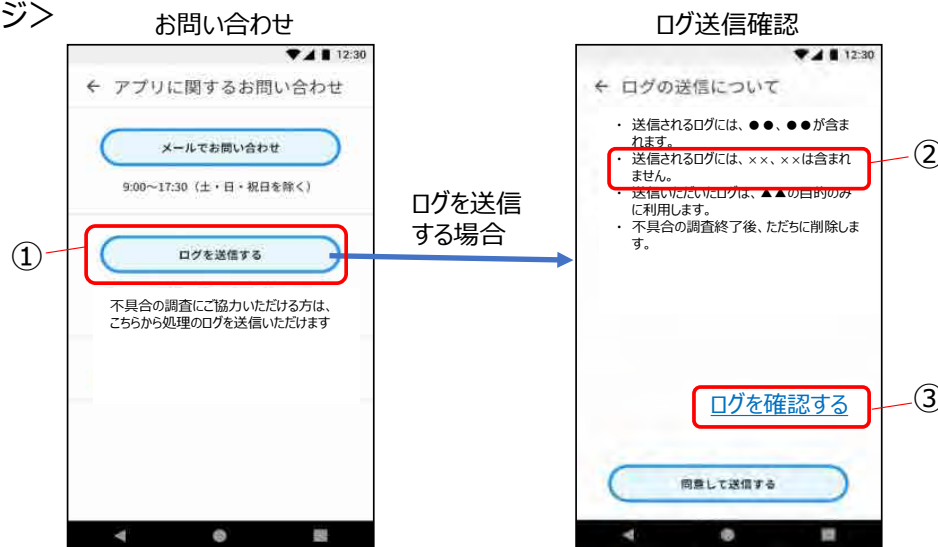 ジ＞
お問い合わせ
12:30
← アプリに関するお問い合わせ
メールでお問い合わせ
9:00～17:30（土・日・祝日を除く）
①
ログを送信する
不具合の調査にご協力いただける方は、
こちらから処理のログを送信いただけます
ログを送信
する場合
ログ送信確認
12:30
← ログの送信について
・ 送信されるログには、●●、●●が含ま
れます。
・ 送信されるログには、××、××は含まれ
ません。
②
・ 送信いただいたログは、▲▲の目的のみ
に利用します。
・ 不具合の調査終了後、ただちに削除しま
す。
ログを確認する
③
同意して送信する